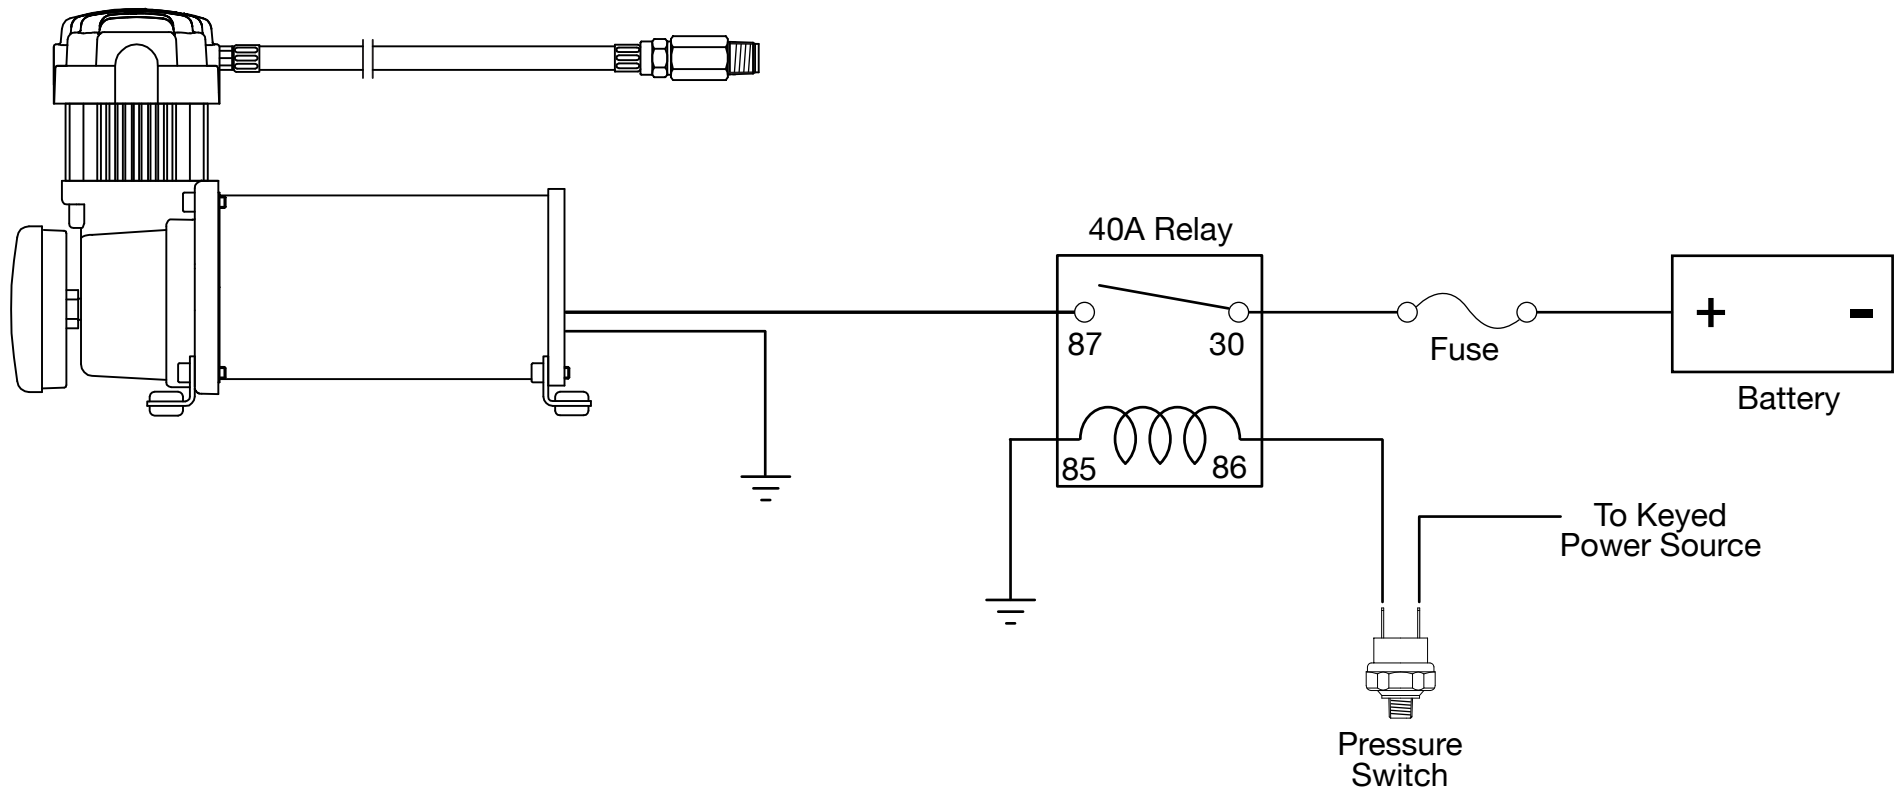 40A Relay
87
30
Fuse
+
-
Battery
85
86
To Keyed
Power Source
Pressure
Switch